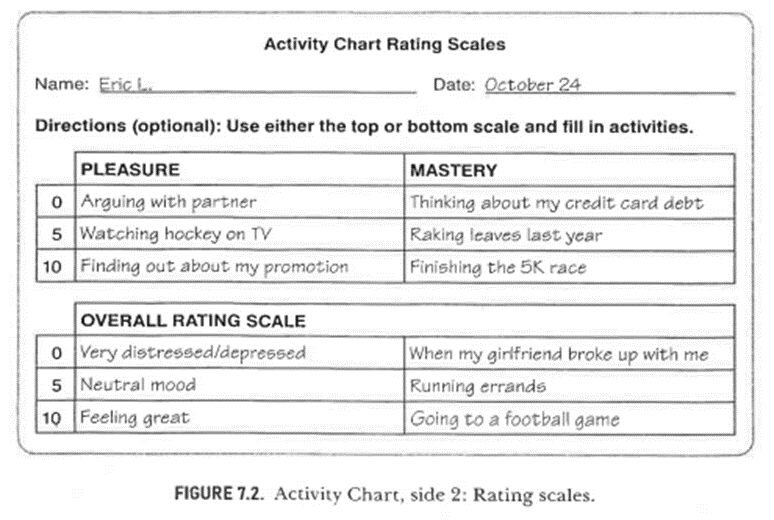 Activity Chart Rating Scales
Name: Eric L. Date: October 24
Directions (optional): Use either the top or bottom scale and fill in activities.
PLEASURE MASTERY
0 Arguing with partner Thinking about my credit card debt
5 Watching hockey on TV Raking leaves last year
10 Finding out about my promotion Finishing the 5K race
OVERALL RATING SCALE
0 Very distressed/depressed When my girlfriend broke up with me
5 Neutral mood Running errands
10 Feeling great Going to a football game
FIGURE 7.2. Activity Chart, side 2: Rating scales.